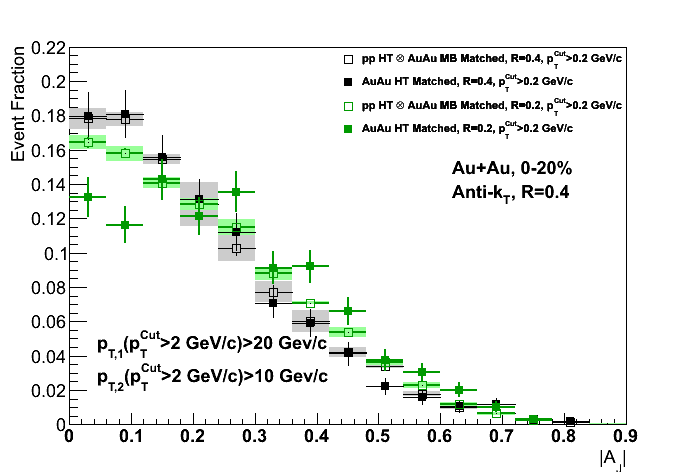 Event Fraction
0.22
0.2
0.18
0.16
0.14
0.12
0.1
0.08
0.06
0.04
0.02
0
pp HT ⊗ AuAu MB Matched, R=0.4, p_T^Cut>0.2 GeV/c
AuAu HT Matched, R=0.4, p_T^Cut>0.2 GeV/c
pp HT ⊗ AuAu MB Matched, R=0.2, p_T^Cut>0.2 GeV/c
AuAu HT Matched, R=0.2, p_T^Cut>0.2 GeV/c
Au+Au, 0-20%
Anti-k_T, R=0.4
p_T,1(p_T^Cut>2 GeV/c)>20 Gev/c
p_T,2(p_T^Cut>2 GeV/c)>10 Gev/c
0 0.1 0.2 0.3 0.4 0.5 0.6 0.7 0.8 0.9
|A_J|